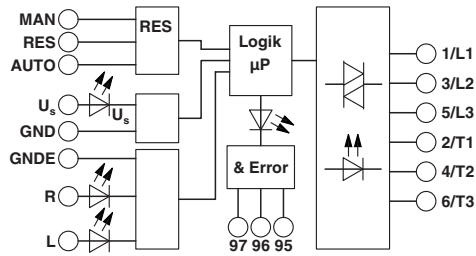 MAN
RES
AUTO
RES
Us
Us
GND
GNDE
R
L
Logik
µP
& Error
97 96 95
1/L1
3/L2
5/L3
2/T1
4/T2
6/T3